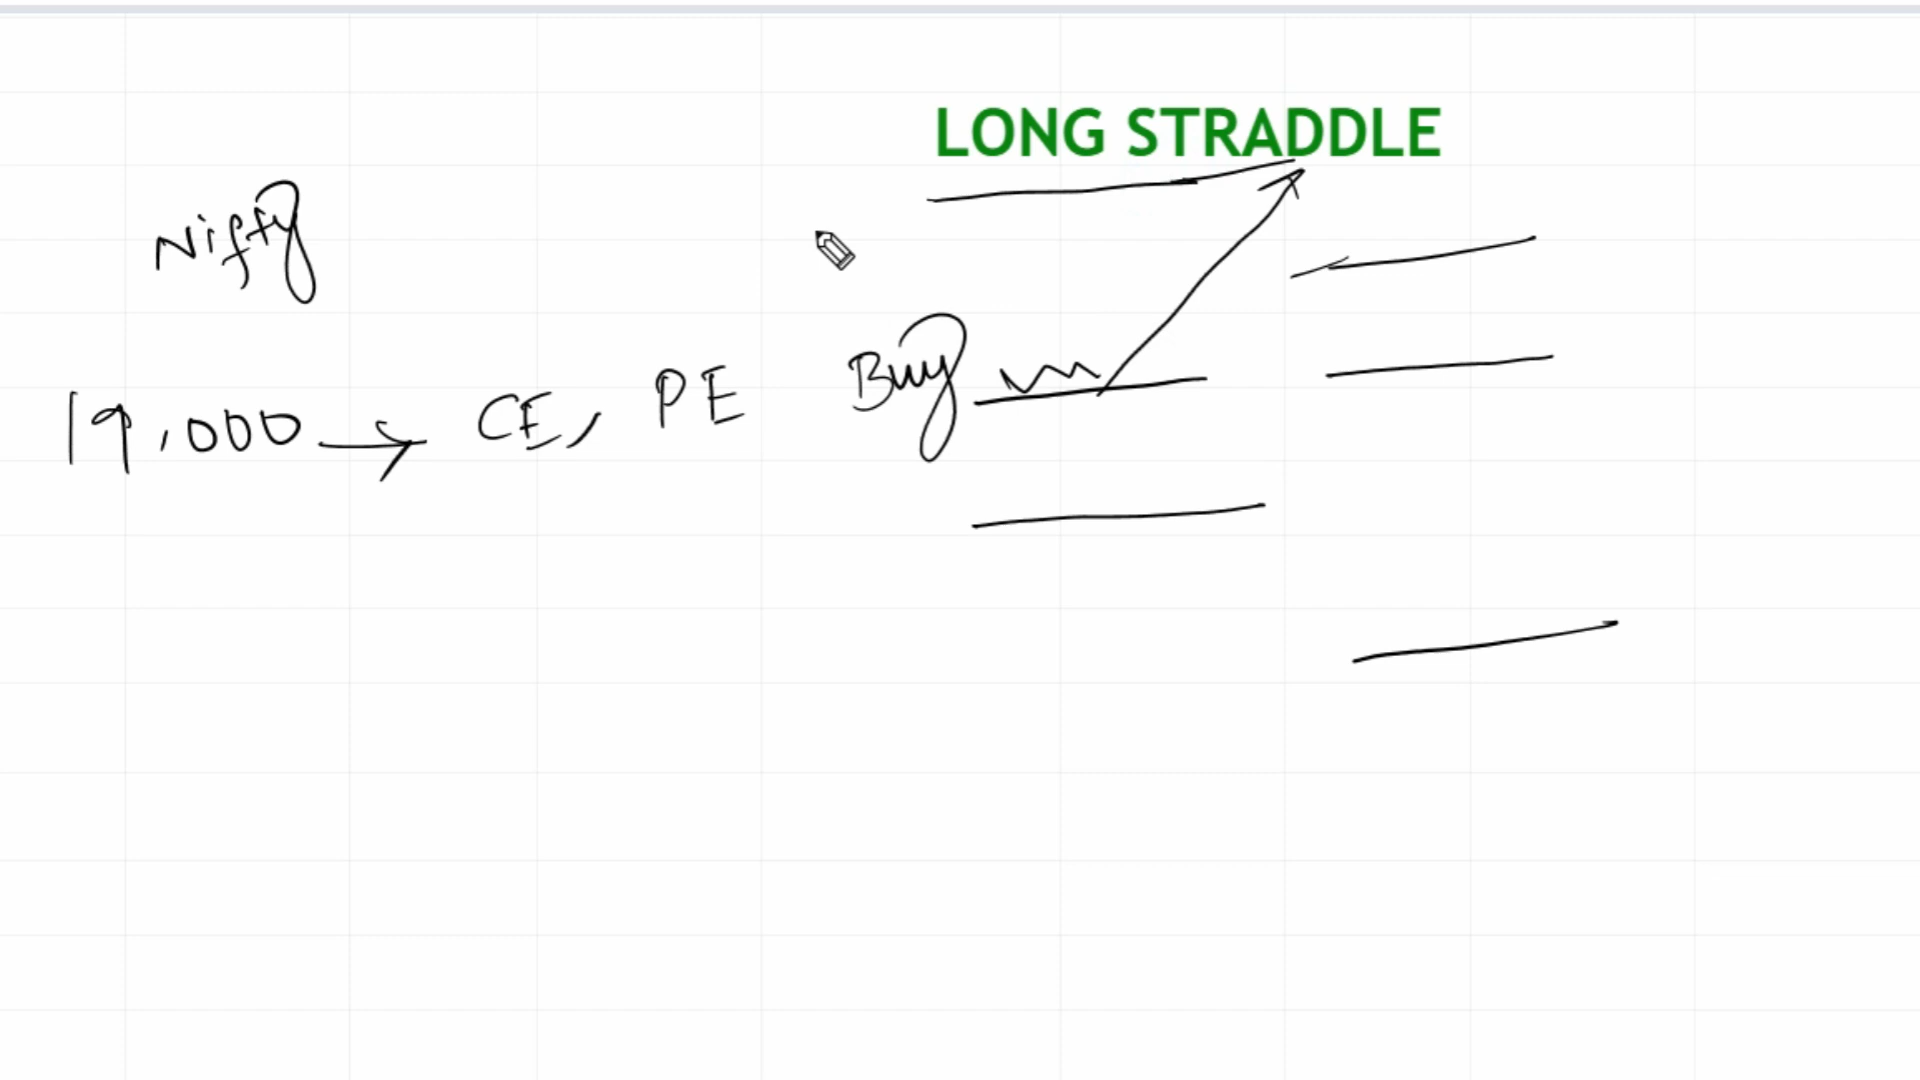 LONG STRADDLE
Nifty
19,000 → CE, PE Buy